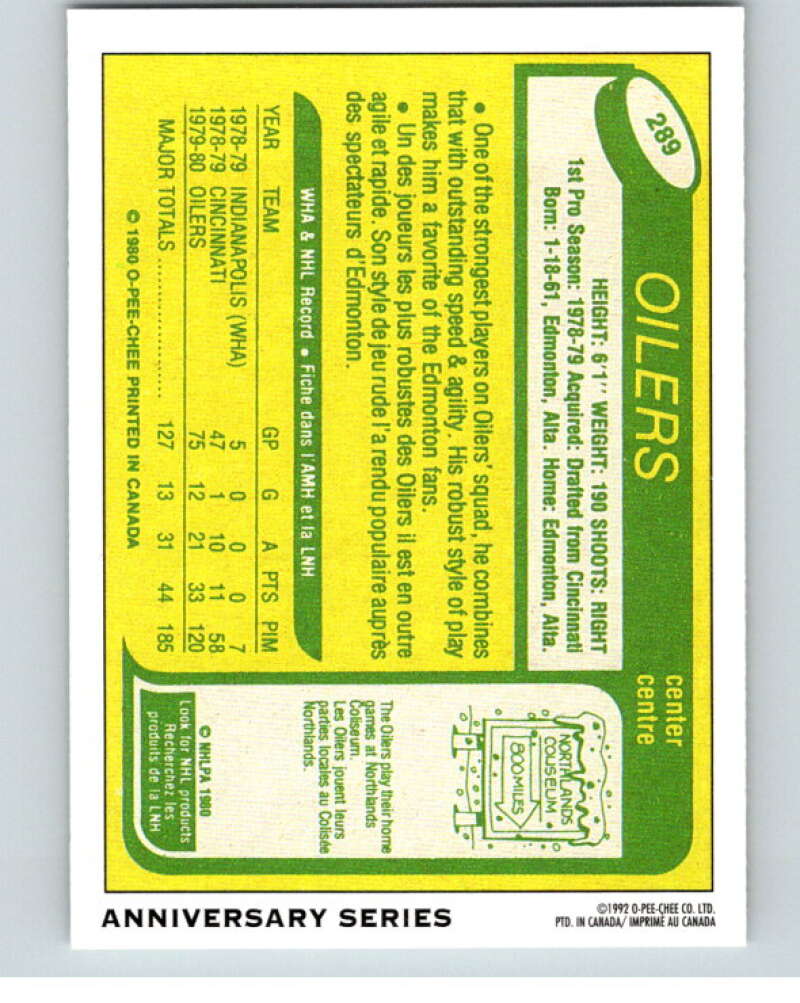 289
OILERS
center
centre
HEIGHT: 6'1'' WEIGHT: 190 SHOOTS: RIGHT
1st Pro Season: 1978-79 Acquired: Drafted from Cincinnati
Born: 1-18-61, Edmonton, Alta. Home: Edmonton, Alta.
• One of the strongest players on Oilers' squad, he combines
that with outstanding speed & agility. His robust style of play
makes him a favorite of the Edmonton fans.
• Un des joueurs les plus robustes des Oilers il est en outre
agile et rapide. Son style de jeu rude l'a rendu populaire auprès
des spectateurs d'Edmonton.
WHA & NHL Record • Fiche dans l'AMH et la LNH
YEAR TEAM GP G A PTS PIM
1978-79 INDIANAPOLIS (WHA) 5 0 0 0 7
1978-79 CINCINNATI 47 1 10 11 58
1979-80 OILERS 75 12 21 33 120
MAJOR TOTALS .................... 127 13 31 44 185
© 1980 O-PEE-CHEE PRINTED IN CANADA
NORTHLANDS
COLISEUM
800 MILES
The Oilers play their home
games at Northlands
Coliseum.
Les Oilers jouent leurs
parties locales au Colisée
Northlands.
© NHLPA 1980
Look for NHL products
Recherchez les
produits de la LNH
ANNIVERSARY SERIES
©1992 O-PEE-CHEE CO. LTD.
PTD. IN CANADA/ IMPRIMÉ AU CANADA